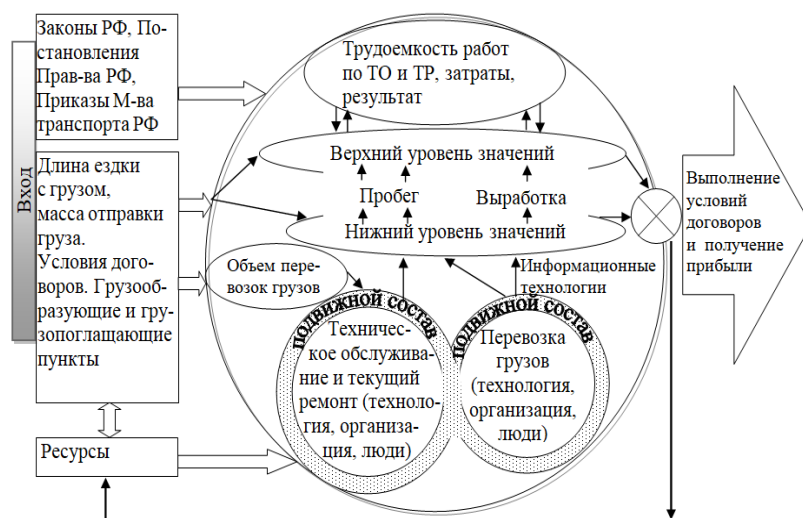 Вход
Законы РФ, По-
становления
Прав-ва РФ,
Приказы М-ва
транспорта РФ
Длина ездки
с грузом,
масса отправки
груза.
Условия дого-
воров. Грузооб-
разующие и гру-
зопоглащающие
пункты
Ресурсы
Трудоемкость работ
по ТО и ТР, затраты,
результат
Верхний уровень значений
Пробег
Выработка
Нижний уровень значений
Объем пере-
возок грузов
Информационные
технологии
ПОДВИЖНОЙ СОСТАВ
Техничес-
кое обслужива-
ние и текущий
ремонт (техноло-
гия, организа-
ция, люди)
ПОДВИЖНОЙ СОСТАВ
Перевозка
грузов
(технология,
организация,
люди)
Выполнение
условий
договоров
и получение
прибыли